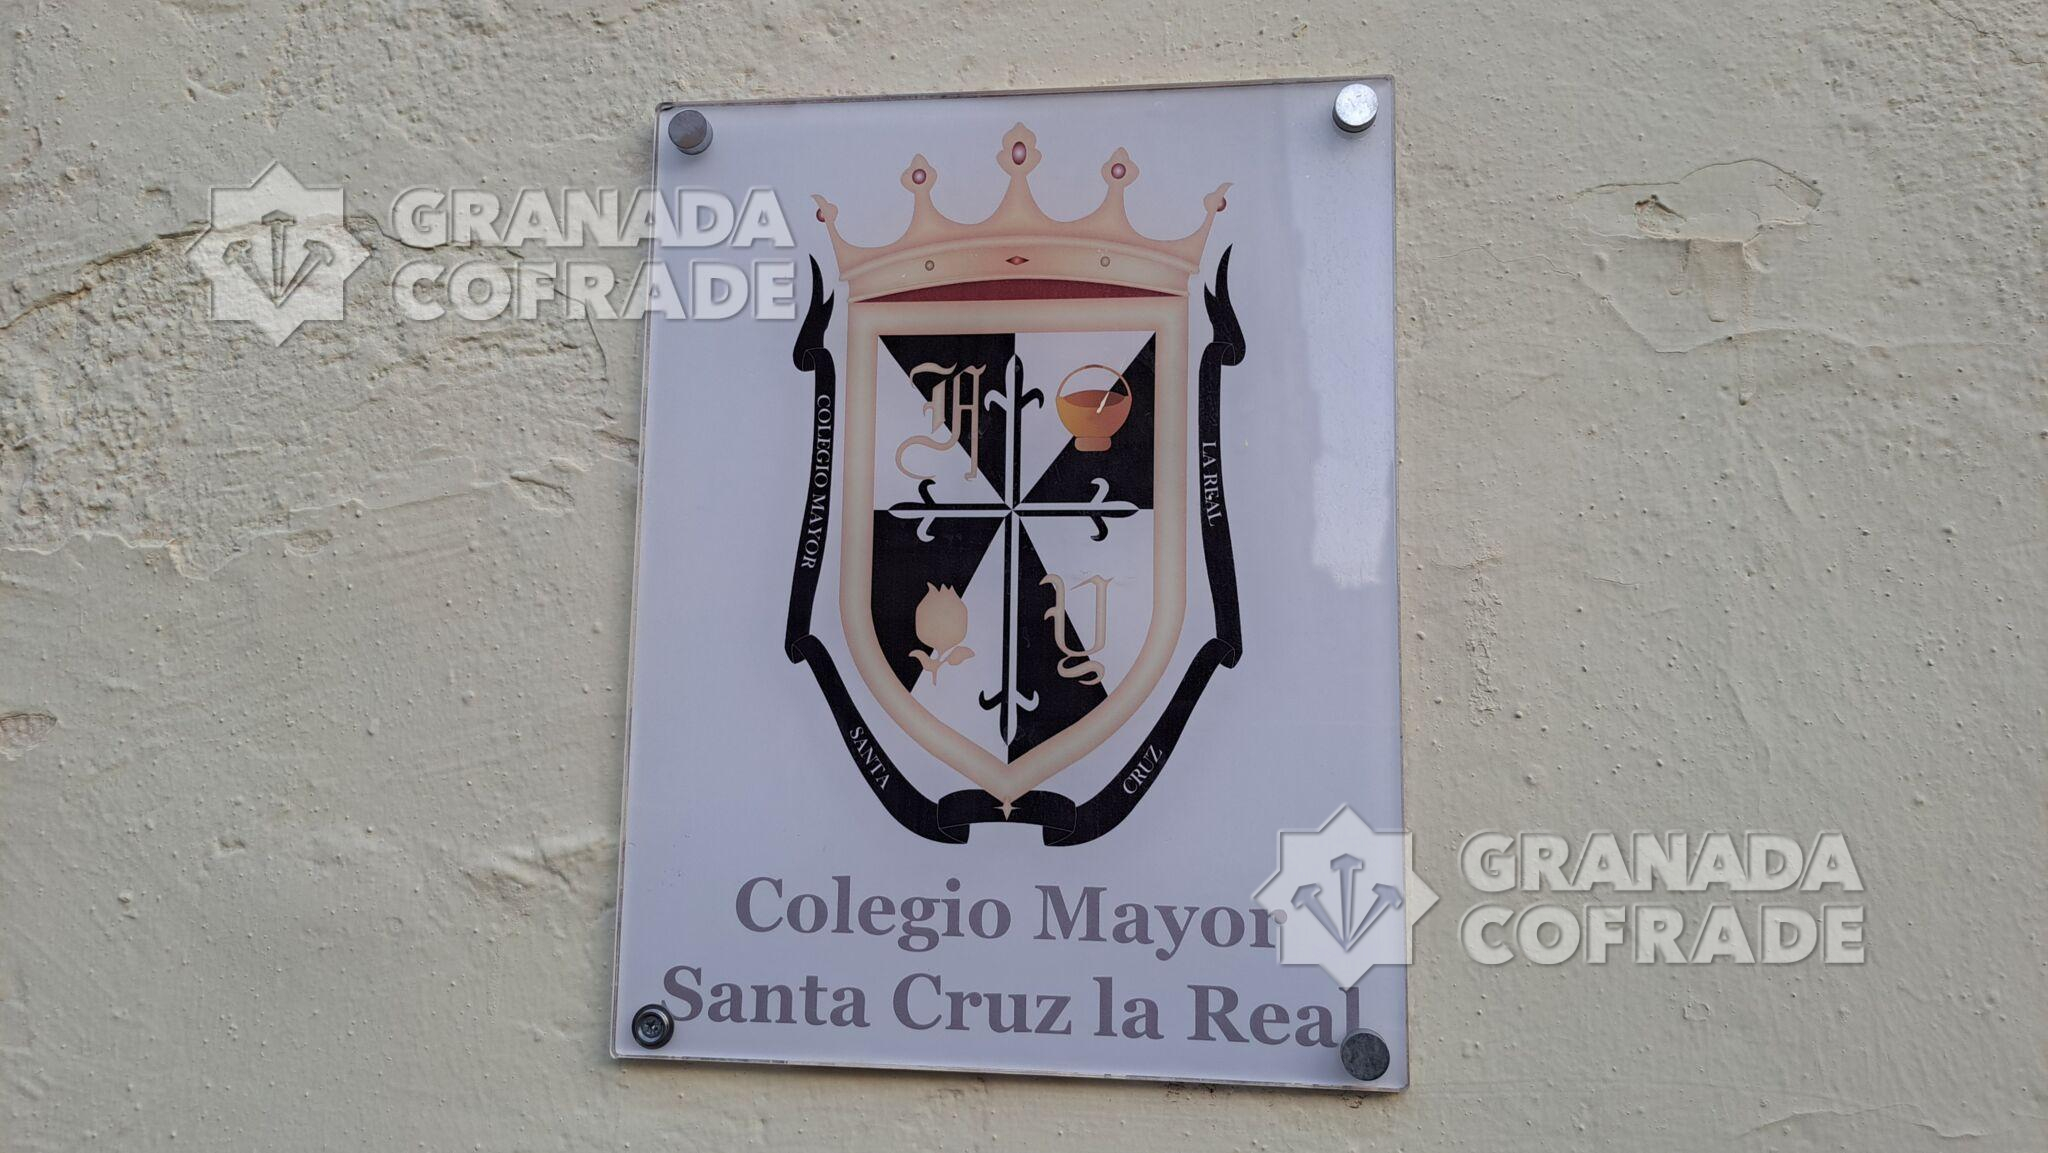 GRANADA
COFRADE
F
Y
COLEGIO MAYOR
SANTA
CRUZ
LA REAL
Colegio Mayor
Santa Cruz la Real
GRANADA
COFRADE